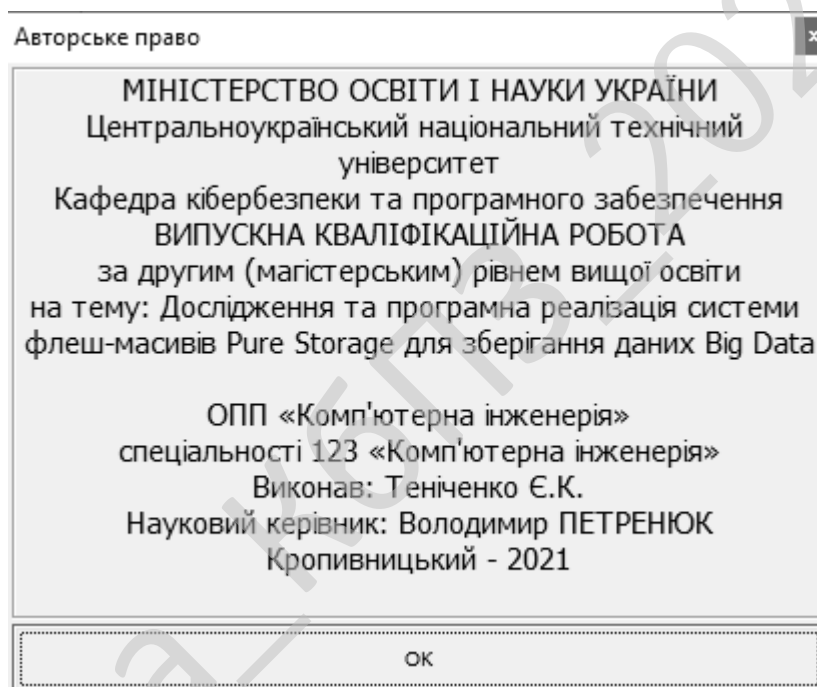 Авторське право
МІНІСТЕРСТВО ОСВІТИ І НАУКИ УКРАЇНИ
Центральноукраїнський національний технічний
університет
Кафедра кібербезпеки та програмного забезпечення
ВИПУСКНА КВАЛІФІКАЦІЙНА РОБОТА
за другим (магістерським) рівнем вищої освіти
на тему: Дослідження та програмна реалізація системи
флеш-масивів Pure Storage для зберігання даних Big Data
ОПП «Комп'ютерна інженерія»
спеціальності 123 «Комп'ютерна інженерія»
Виконав: Теніченко Є.К.
Науковий керівник: Володимир ПЕТРЕНЮК
Кропивницький - 2021
ОК